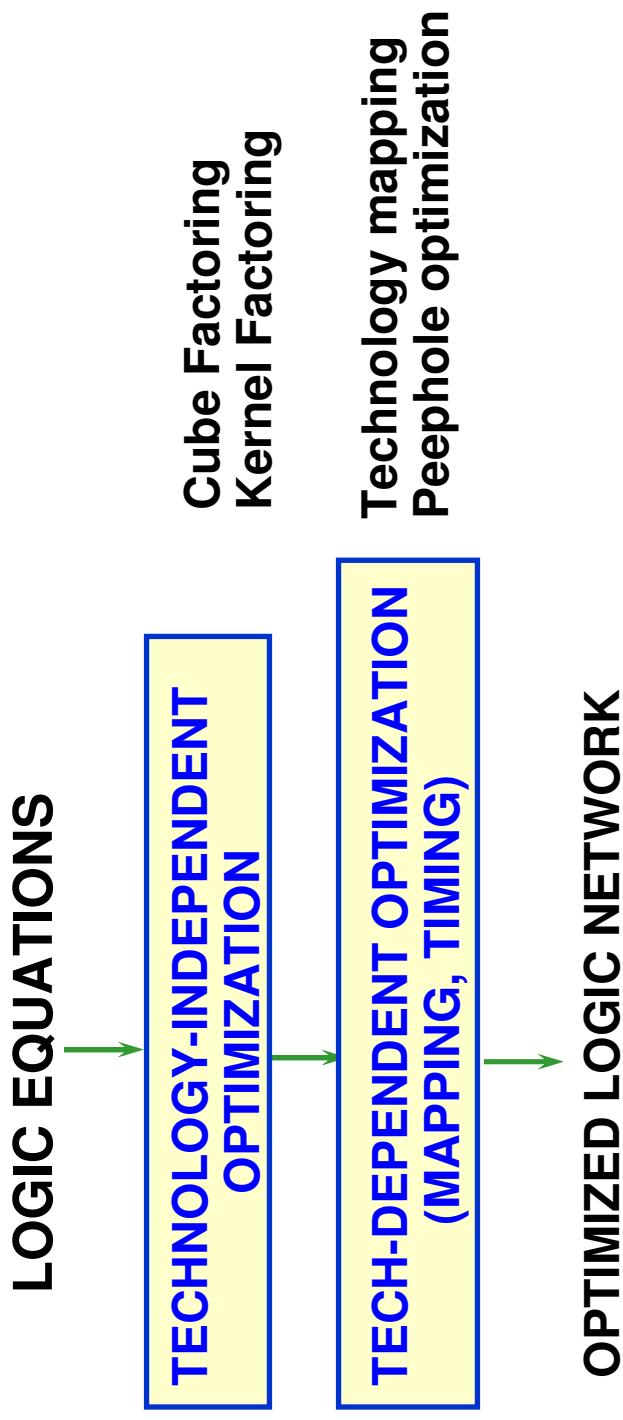 LOGIC EQUATIONS
TECHNOLOGY-INDEPENDENT
OPTIMIZATION
Cube Factoring
Kernel Factoring
TECH-DEPENDENT OPTIMIZATION
(MAPPING, TIMING)
Technology mapping
Peephole optimization
OPTIMIZED LOGIC NETWORK